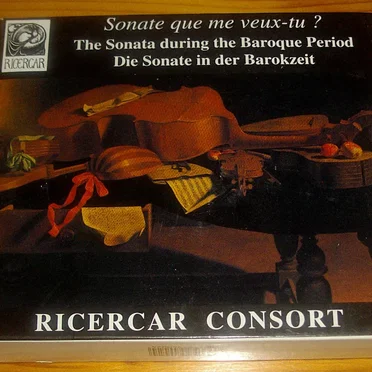 Sonate que me veux-tu ?
The Sonata during the Baroque Period
Die Sonate in der Barokzeit
RICERCAR
RICERCAR CONSORT